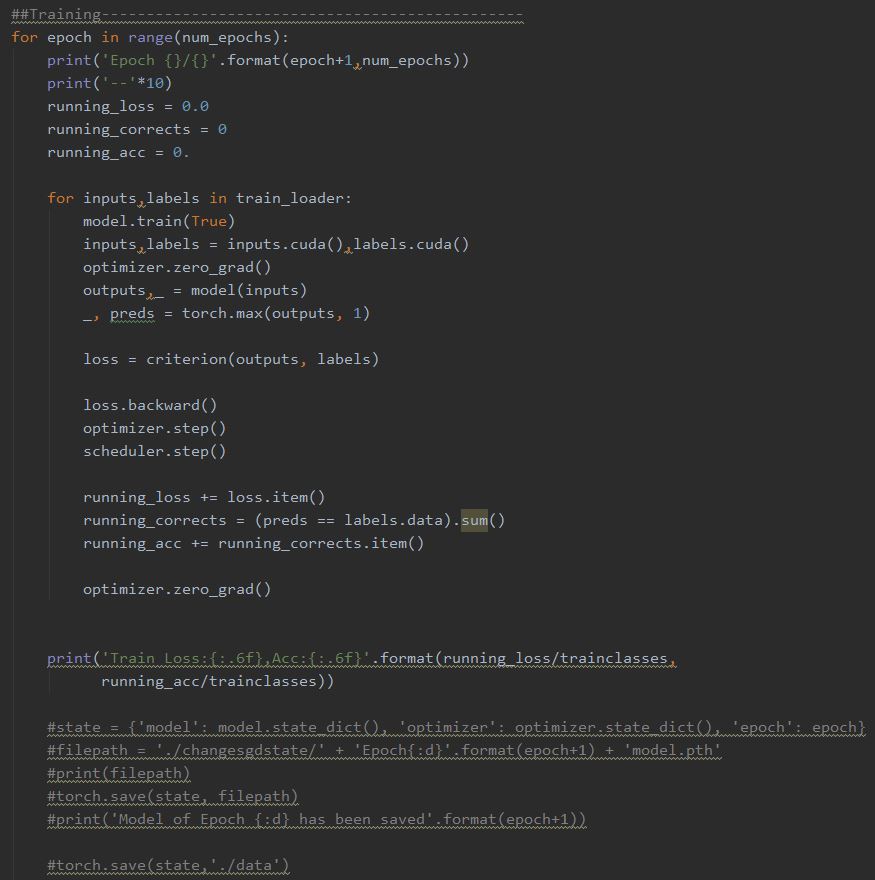 ##Training-----------------------------------------------
for epoch in range(num_epochs):
    print('Epoch {}/{}'.format(epoch+1,num_epochs))
    print('--'*10)
    running_loss = 0.0
    running_corrects = 0
    running_acc = 0.
    for inputs,labels in train_loader:
        model.train(True)
        inputs,labels = inputs.cuda(),labels.cuda()
        optimizer.zero_grad()
        outputs,_ = model(inputs)
        _, preds = torch.max(outputs, 1)
        loss = criterion(outputs, labels)
        loss.backward()
        optimizer.step()
        scheduler.step()
        running_loss += loss.item()
        running_corrects = (preds == labels.data).sum()
        running_acc += running_corrects.item()
        optimizer.zero_grad()
    print('Train Loss:{:.6f},Acc:{:.6f}'.format(running_loss/trainclasses,
          running_acc/trainclasses))
    #state = {'model': model.state_dict(), 'optimizer': optimizer.state_dict(), 'epoch': epoch}
    #filepath = './changesgdstate/' + 'Epoch{:d}'.format(epoch+1) + 'model.pth'
    #print(filepath)
    #torch.save(state, filepath)
    #print('Model of Epoch {:d} has been saved'.format(epoch+1))
    #torch.save(state,'./data')